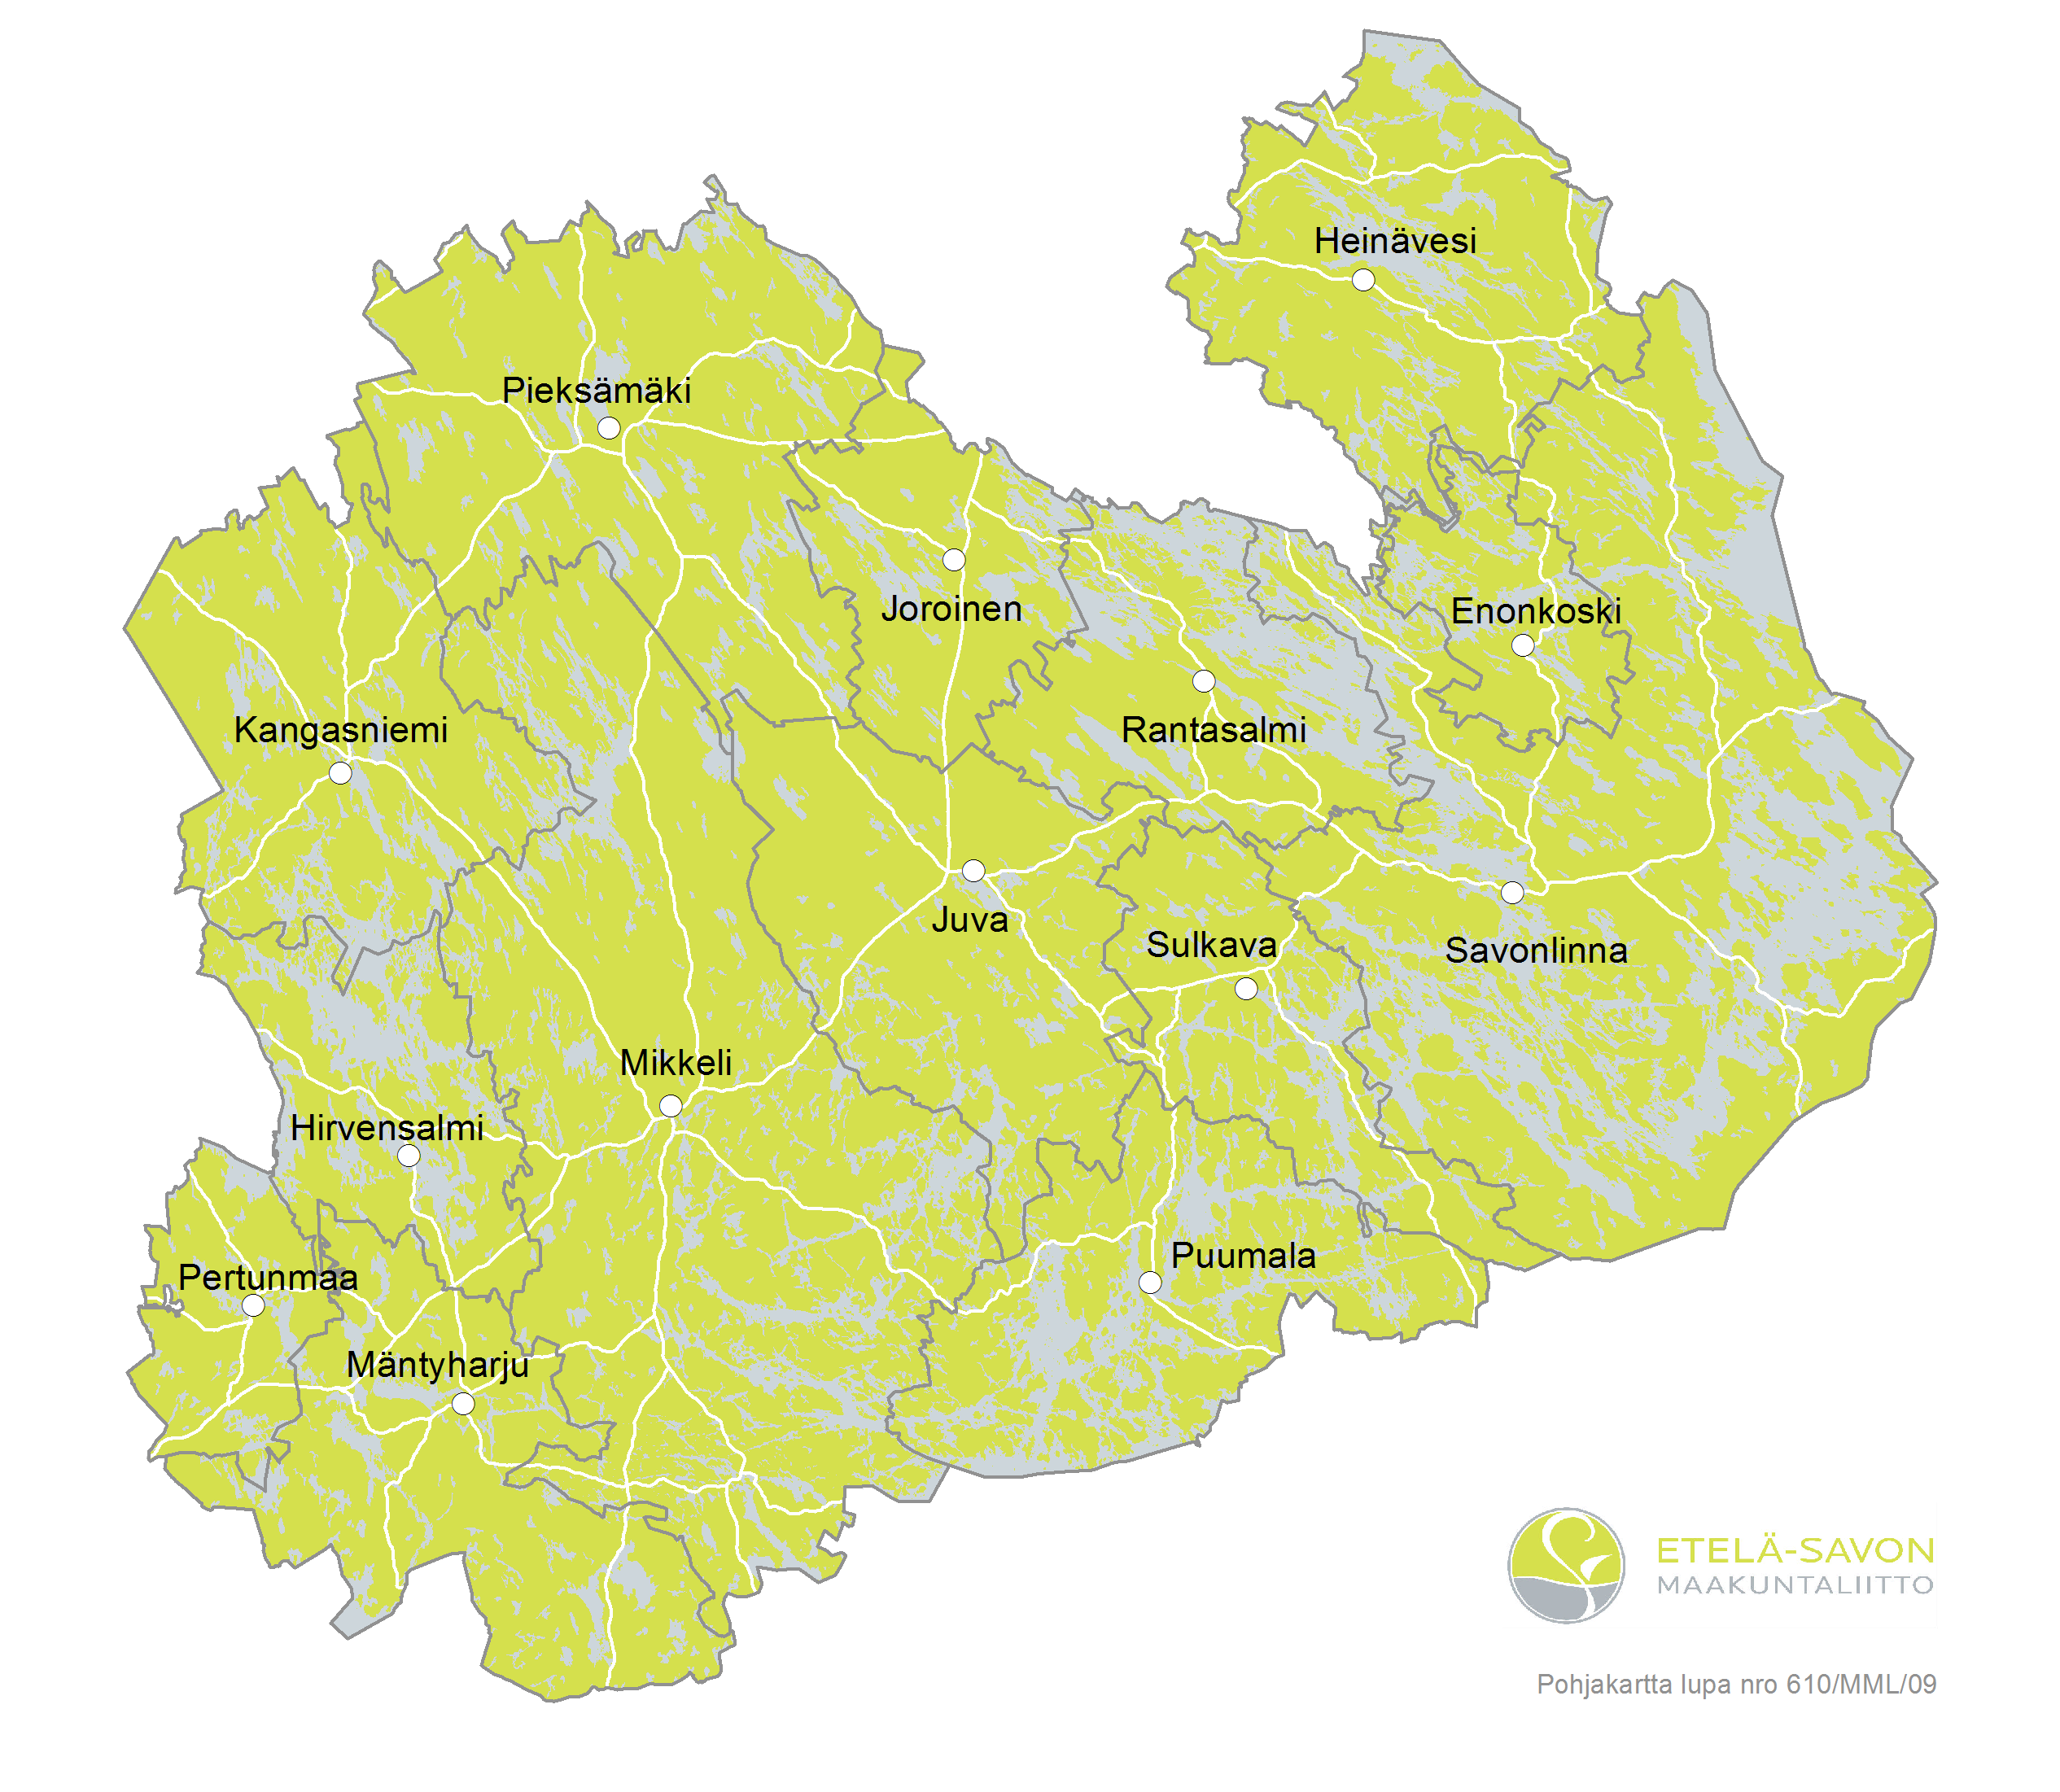 Heinävesi
Pieksämäki
Joroinen
Enonkoski
Kangasniemi
Rantasalmi
Juva
Sulkava
Savonlinna
Mikkeli
Hirvensalmi
Puumala
Pertunmaa
Mäntyharju
ETELÄ-SAVON
MAAKUNTALIITTO
Pohjakartta lupa nro 610/MML/09